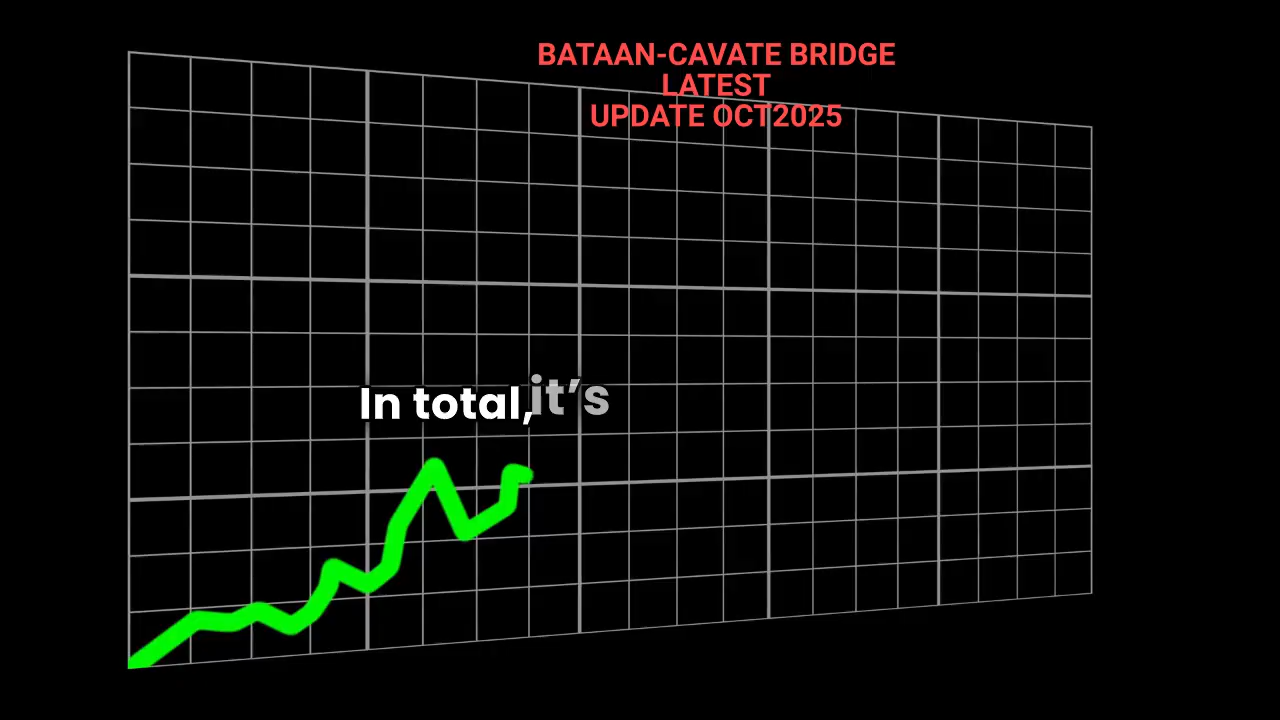 BATAAN-CAVATE BRIDGE
LATEST
UPDATE OCT2025
In total, it’s